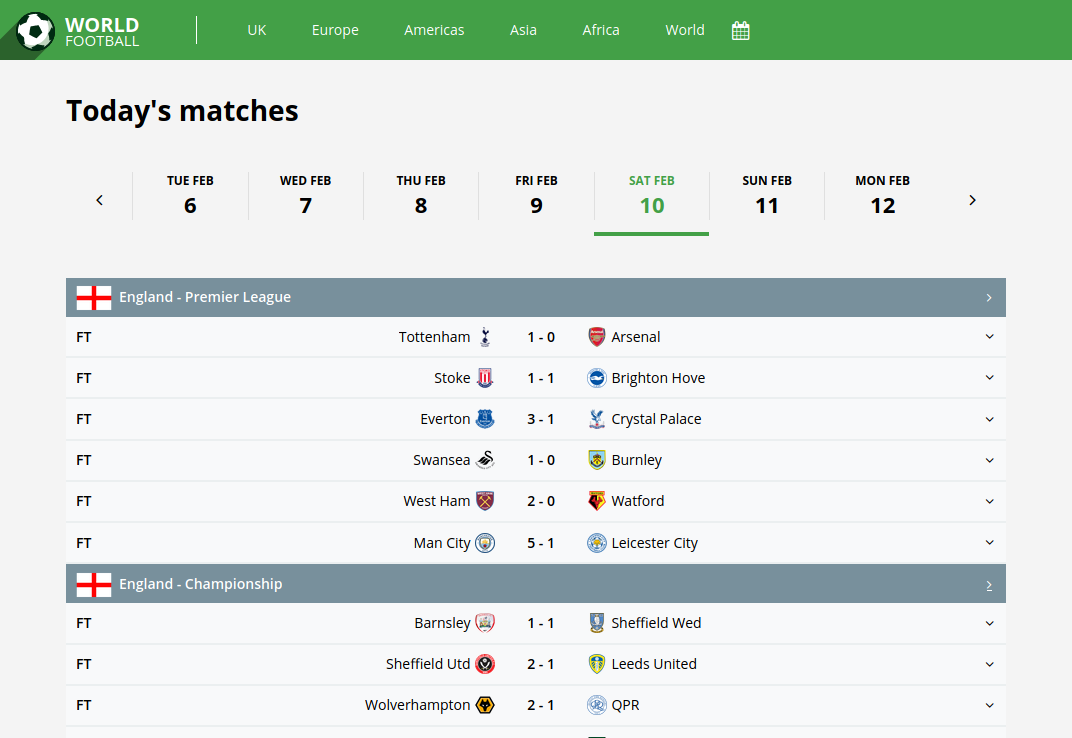 WORLD
FOOTBALL
UK Europe Americas Asia Africa World
Today's matches
TUE FEB WED FEB THU FEB FRI FEB SAT FEB SUN FEB MON FEB
6 7 8 9 10 11 12
England - Premier League
FT Tottenham 1 - 0 Arsenal
FT Stoke 1 - 1 Brighton Hove
FT Everton 3 - 1 Crystal Palace
FT Swansea 1 - 0 Burnley
FT West Ham 2 - 0 Watford
FT Man City 5 - 1 Leicester City
England - Championship
FT Barnsley 1 - 1 Sheffield Wed
FT Sheffield Utd 2 - 1 Leeds United
FT Wolverhampton 2 - 1 QPR